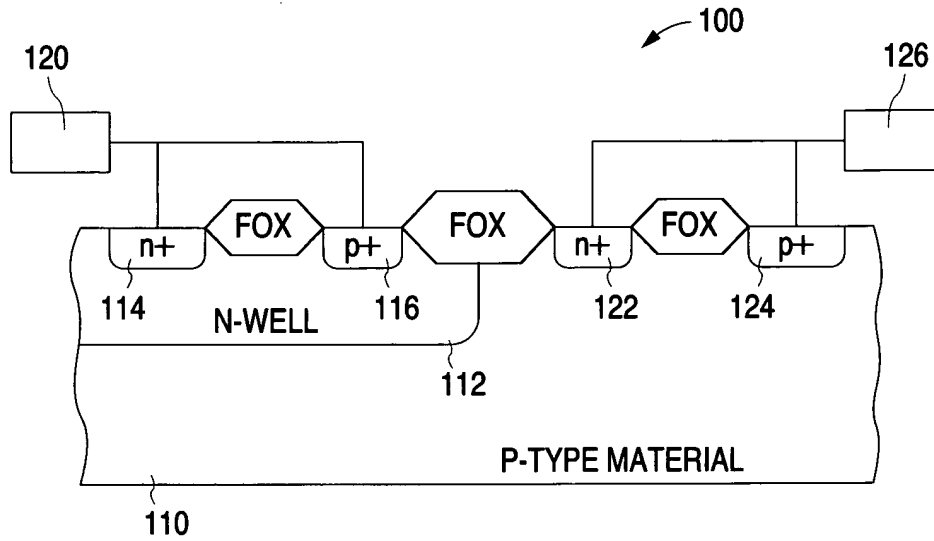 100
120
126
FOX
FOX
FOX
n+
p+
n+
p+
114
116
122
124
N-WELL
112
P-TYPE MATERIAL
110